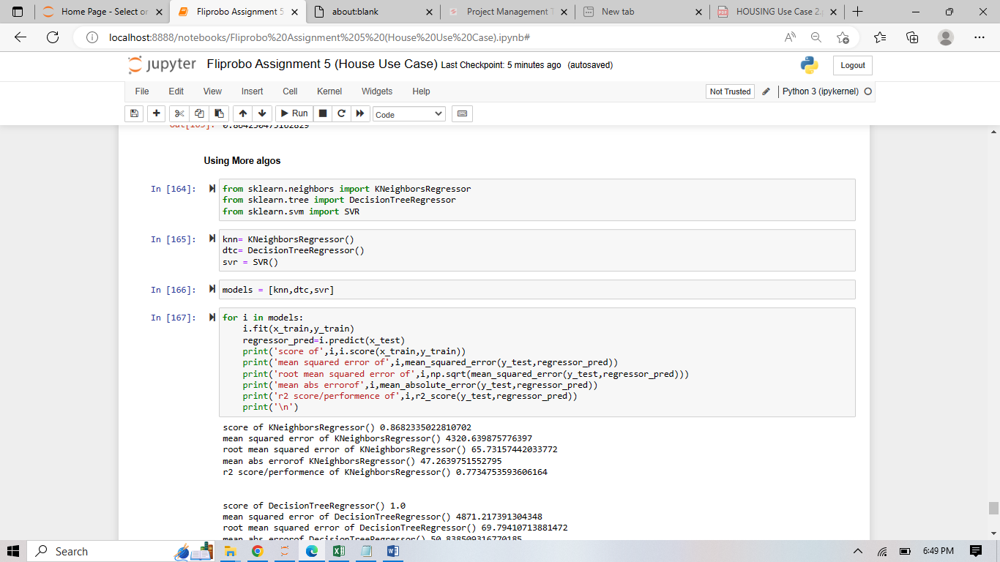 Home Page - Select or
Fliprobo Assignment 5
about:blank
Project Management T
New tab
HOUSING Use Case 2.p
localhost:8888/notebooks/Fliprobo%20Assignment%205%20(House%20Use%20Case).ipynb#
jupyter Fliprobo Assignment 5 (House Use Case) Last Checkpoint: 5 minutes ago (autosaved)
Logout
File Edit View Insert Cell Kernel Widgets Help
Not Trusted
Python 3 (ipykernel)
Run
Code
Out[163]: 0.864250475162829
Using More algos
In [164]:
from sklearn.neighbors import KNeighborsRegressor
from sklearn.tree import DecisionTreeRegressor
from sklearn.svm import SVR
In [165]:
knn= KNeighborsRegressor()
dtc= DecisionTreeRegressor()
svr = SVR()
In [166]:
models = [knn,dtc,svr]
In [167]:
for i in models:
i.fit(x_train,y_train)
regressor_pred=i.predict(x_test)
print('score of',i,i.score(x_train,y_train))
print('mean squared error of',i,mean_squared_error(y_test,regressor_pred))
print('root mean squared error of',i,np.sqrt(mean_squared_error(y_test,regressor_pred)))
print('mean abs errorof',i,mean_absolute_error(y_test,regressor_pred))
print('r2 score/performence of',i,r2_score(y_test,regressor_pred))
print('\n')
score of KNeighborsRegressor() 0.8682335022810702
mean squared error of KNeighborsRegressor() 4320.639875776397
root mean squared error of KNeighborsRegressor() 65.73157442033772
mean abs errorof KNeighborsRegressor() 47.2639751552795
r2 score/performence of KNeighborsRegressor() 0.7734753593606164
score of DecisionTreeRegressor() 1.0
mean squared error of DecisionTreeRegressor() 4871.217391304348
root mean squared error of DecisionTreeRegressor() 69.79410713881472
mean abs errorof DecisionTreeRegressor() 50.838509316770185
Search
6:49 PM